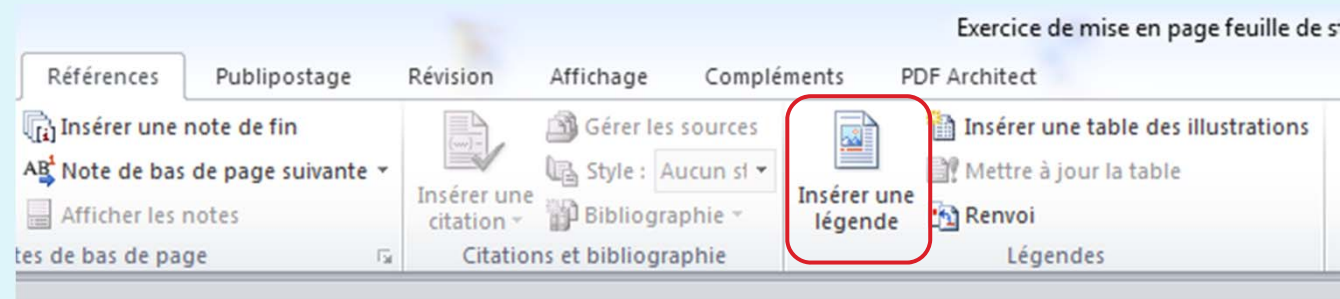 Exercice de mise en page feuille de
Références Publipostage Révision Affichage Compléments PDF Architect
Insérer une note de fin
AB1 Note de bas de page suivante
Afficher les notes
tes de bas de page
Insérer une
citation
Gérer les sources
Style : Aucun st
Bibliographie
Citations et bibliographie
Insérer une
légende
Insérer une table des illustrations
Mettre à jour la table
Renvoi
Légendes